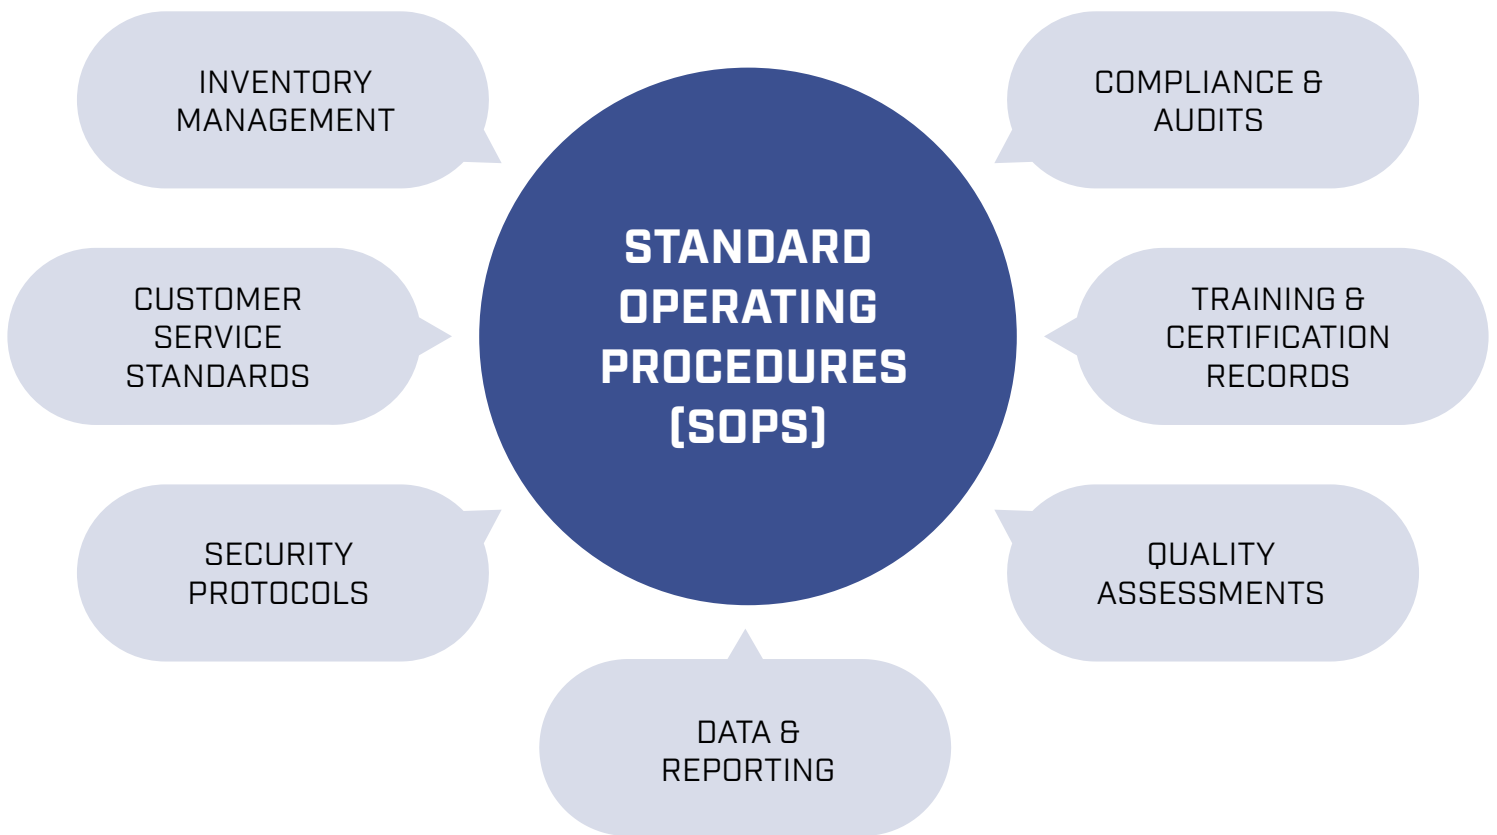 INVENTORY
MANAGEMENT
COMPLIANCE &
AUDITS
STANDARD
OPERATING
PROCEDURES
(SOPS)
CUSTOMER
SERVICE
STANDARDS
TRAINING &
CERTIFICATION
RECORDS
SECURITY
PROTOCOLS
QUALITY
ASSESSMENTS
DATA &
REPORTING